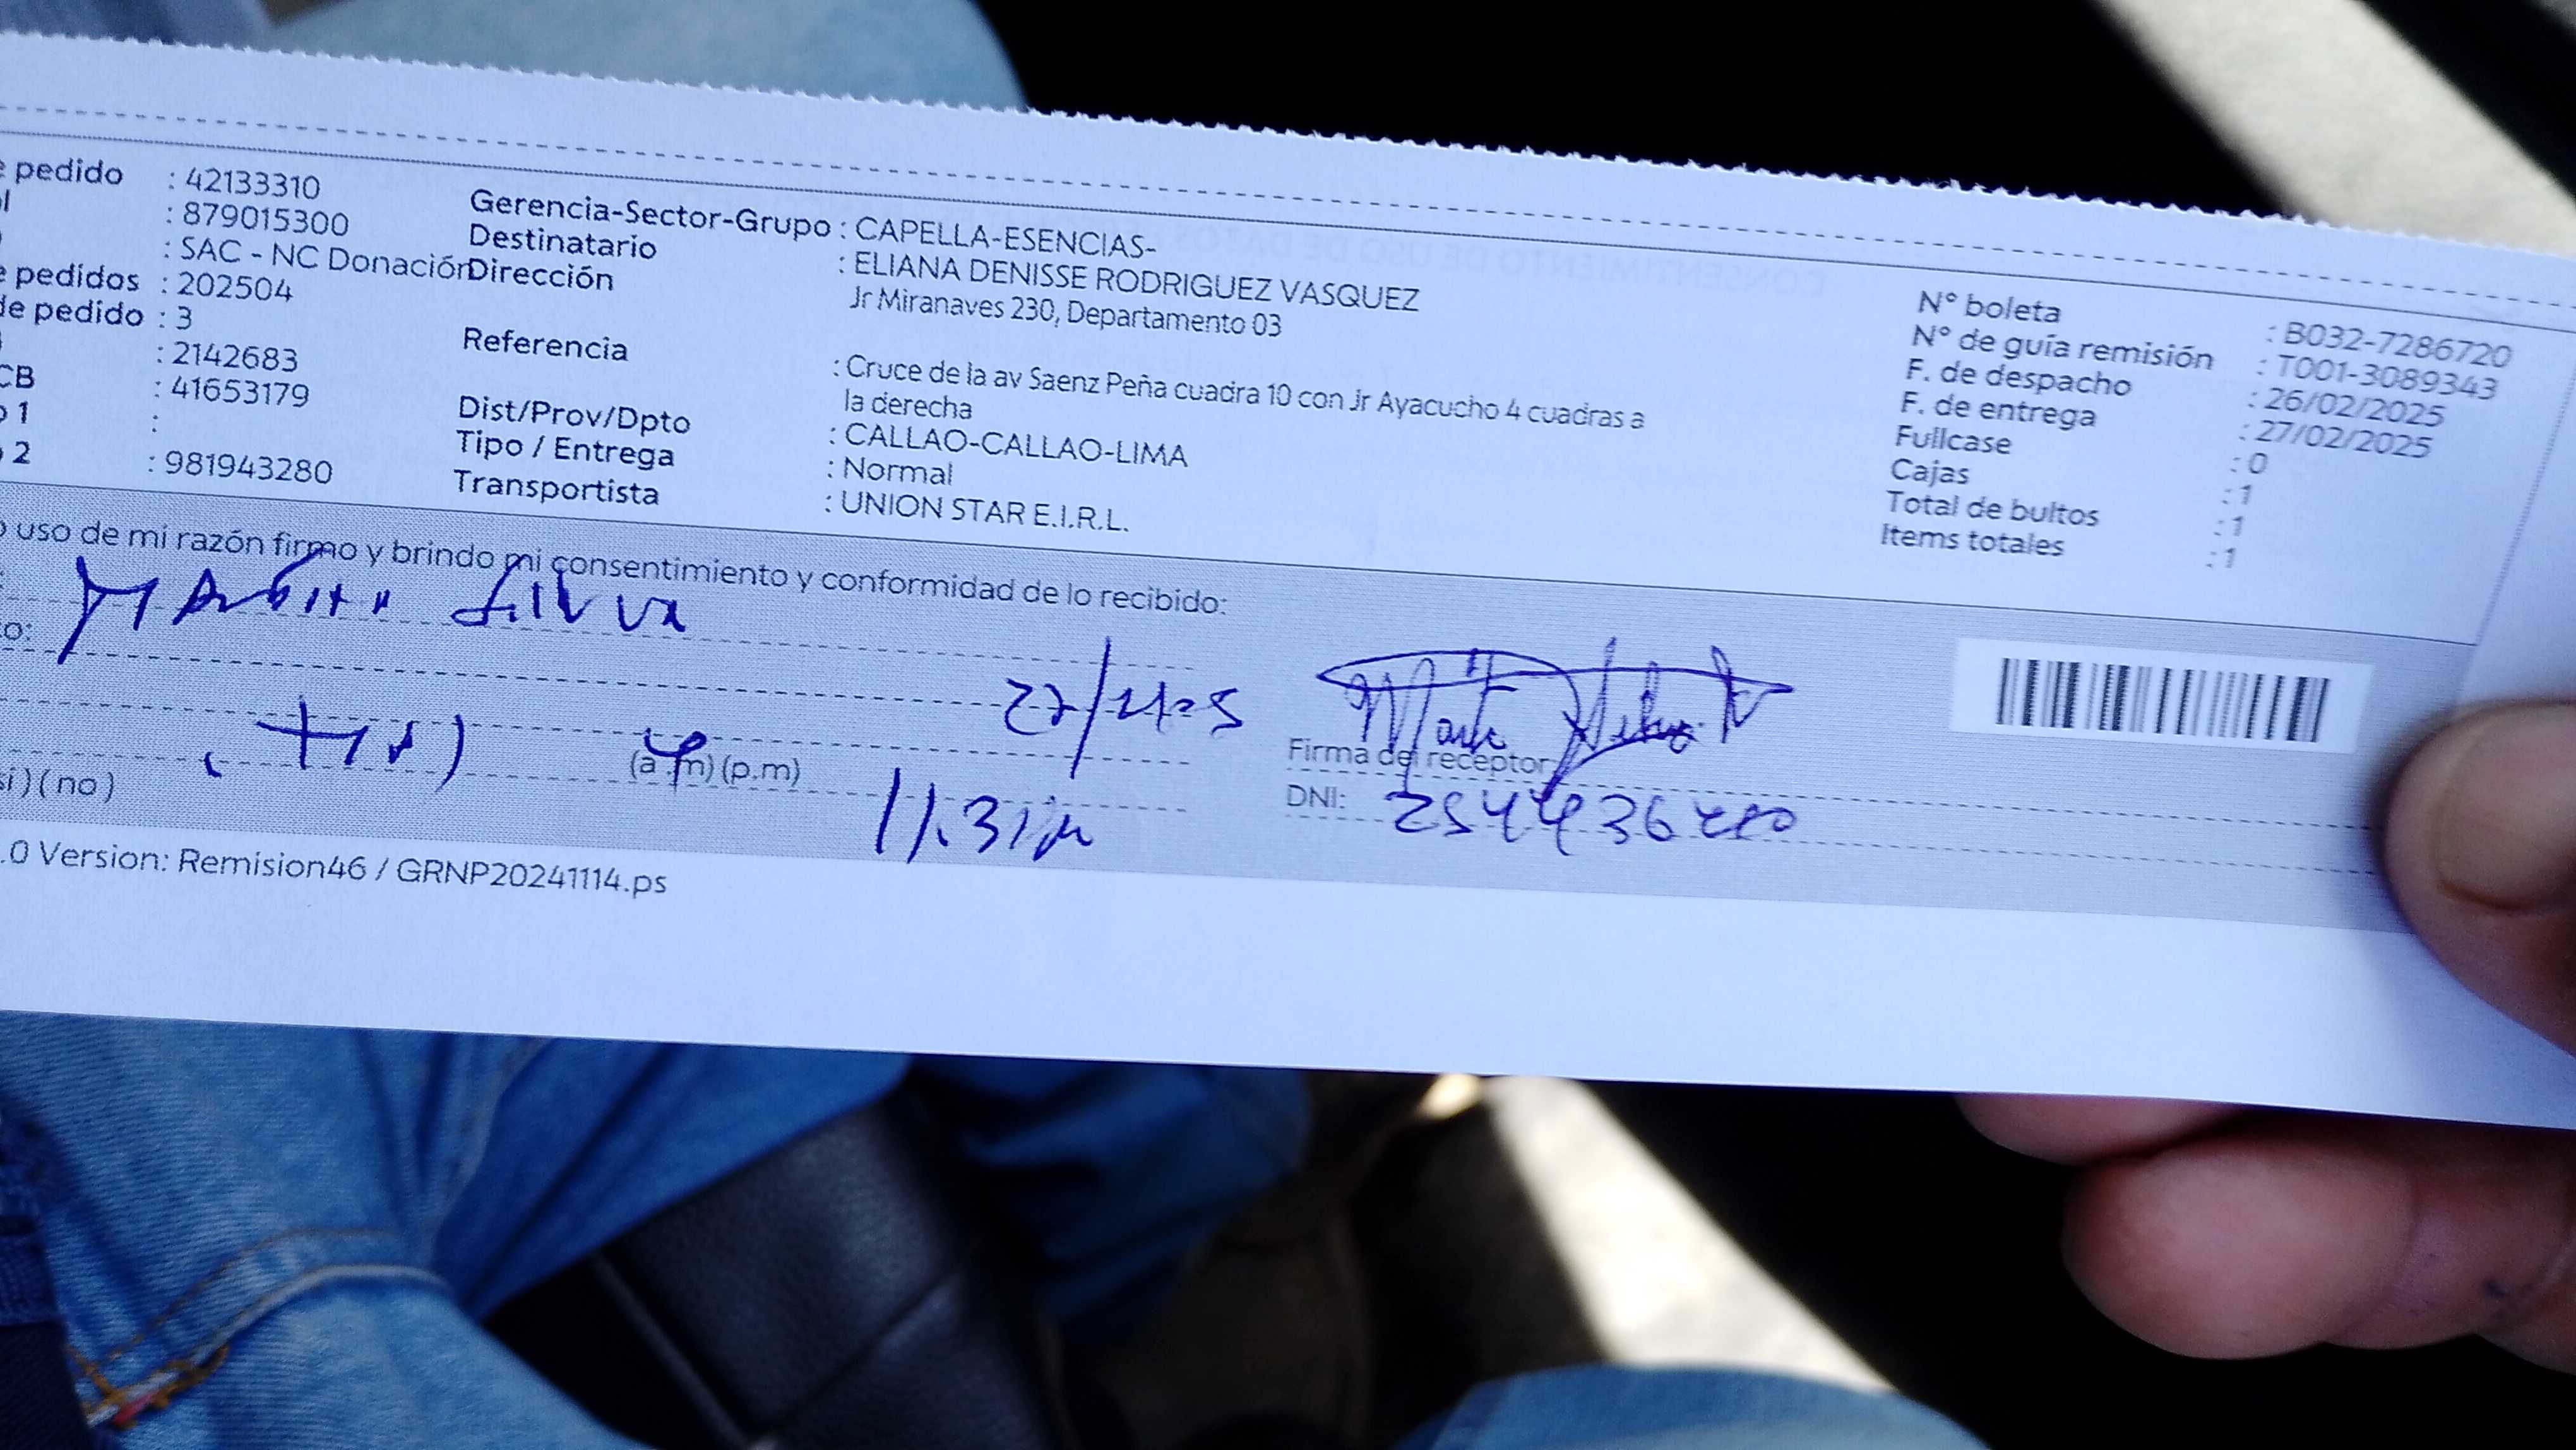 e pedido : 42133310
l : 879015300
: SAC - NC Donación
e pedidos : 202504
de pedido : 3
: 2142683
CB : 41653179
o 1 :
o 2 : 981943280
Gerencia-Sector-Grupo : CAPELLA-ESENCIAS-
Destinatario : ELIANA DENISSE RODRIGUEZ VASQUEZ
Dirección Jr Miranaves 230, Departamento 03
Referencia : Cruce de la av Saenz Peña cuadra 10 con Jr Ayacucho 4 cuadras a
la derecha
Dist/Prov/Dpto : CALLAO-CALLAO-LIMA
Tipo / Entrega : Normal
Transportista : UNION STAR E.I.R.L.
N° boleta : B032-7286720
N° de guía remisión : T001-3089343
F. de despacho : 26/02/2025
F. de entrega : 27/02/2025
Fullcase : 0
Cajas : 1
Total de bultos : 1
Items totales : 1
o uso de mi razón firmo y brindo mi consentimiento y conformidad de lo recibido:
to: Silva
(a.m) (p.m)
si ) ( no )
11.31
Firma del receptor
DNI:
.0 Version: Remision46 / GRNP20241114.ps